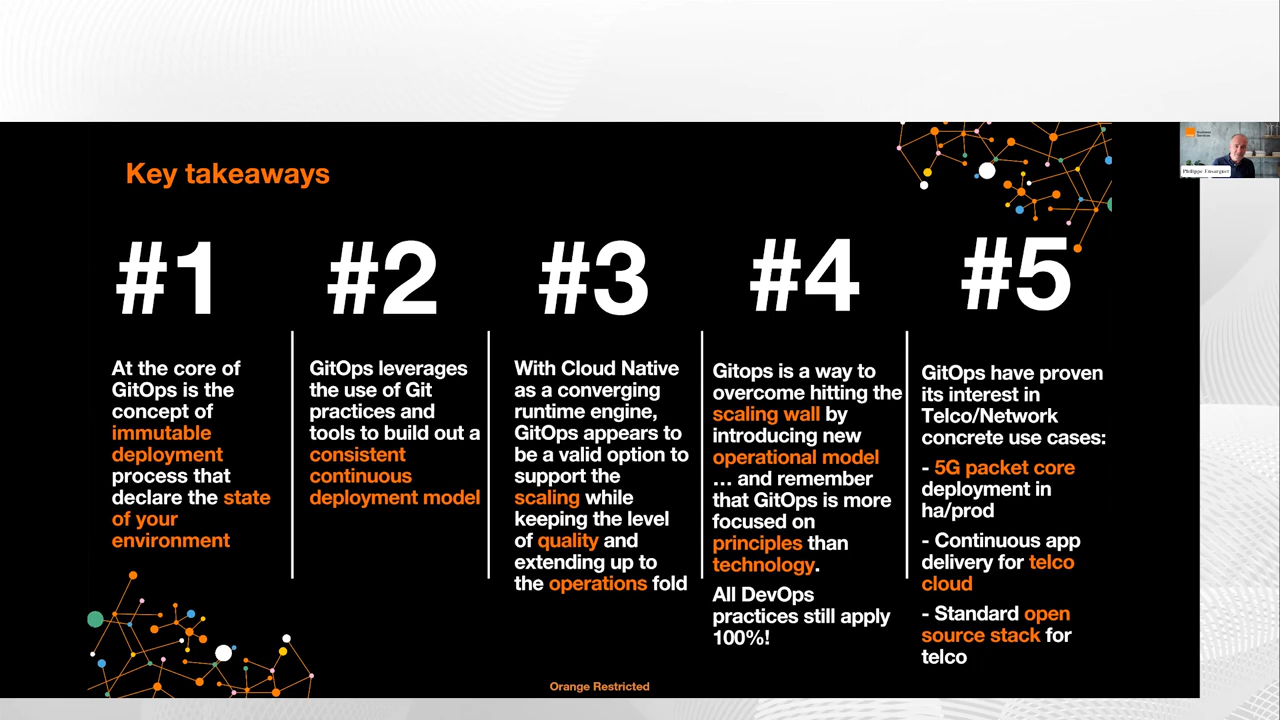 Key takeaways
#1
At the core of
GitOps is the
concept of
immutable
deployment
process that
declare the state
of your
environment
#2
GitOps leverages
the use of Git
practices and
tools to build out a
consistent
continuous
deployment model
#3
With Cloud Native
as a converging
runtime engine,
GitOps appears to
be a valid option to
support the
scaling while
keeping the level
of quality and
extending up to
the operations fold
#4
Gitops is a way to
overcome hitting the
scaling wall by
introducing new
operational model
… and remember
that GitOps is more
focused on
principles than
technology.
All DevOps
practices still apply
100%!
#5
GitOps have proven
its interest in
Telco/Network
concrete use cases:
- 5G packet core
deployment in
ha/prod
- Continuous app
delivery for telco
cloud
- Standard open
source stack for
telco
Orange Restricted
Business
Services
Philippe Ensarguet